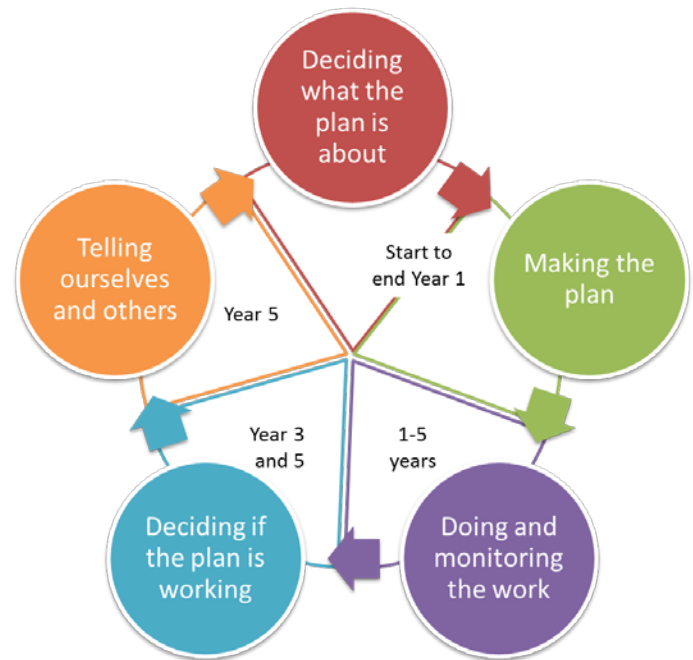 Deciding
what the
plan is
about
Start to
end Year 1
Making the
plan
1-5
years
Doing and
monitoring
the work
Year 3
and 5
Deciding if
the plan is
working
Year 5
Telling
ourselves
and others